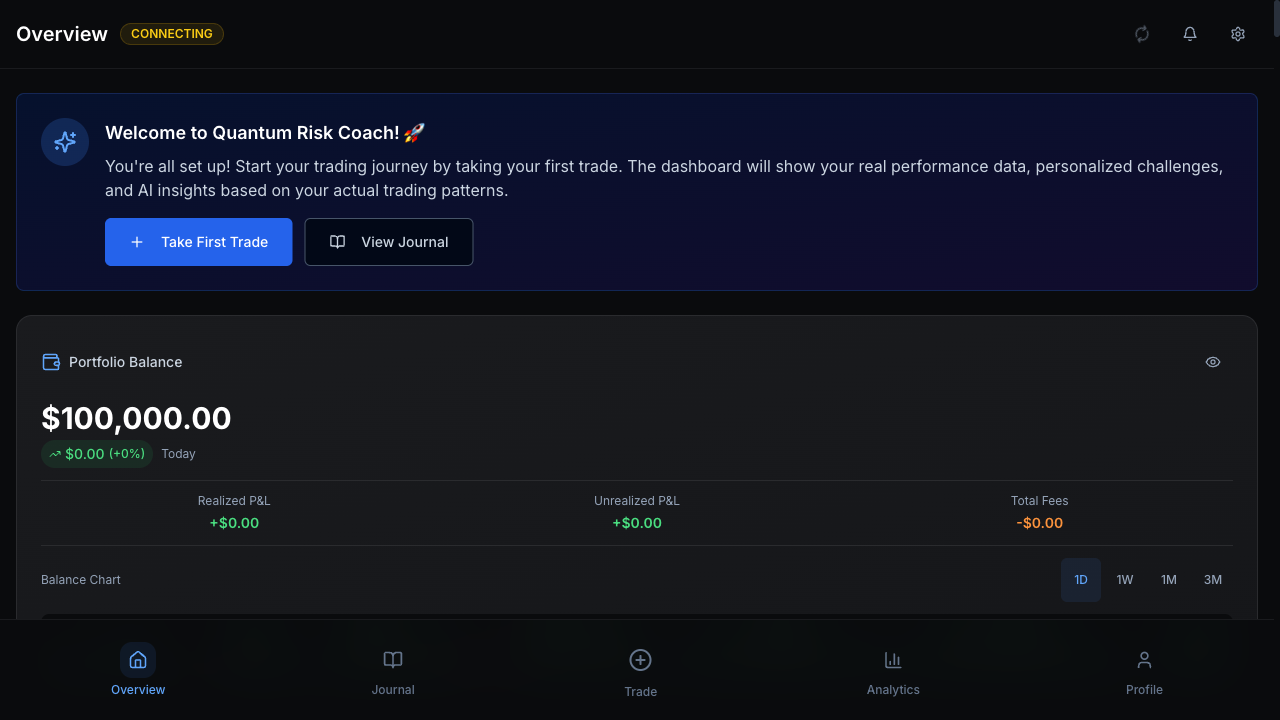 Overview
CONNECTING
Welcome to Quantum Risk Coach! 🚀
You're all set up! Start your trading journey by taking your first trade. The dashboard will show your real performance data, personalized challenges,
and AI insights based on your actual trading patterns.
Take First Trade
View Journal
Portfolio Balance
$100,000.00
$0.00 (+0%) Today
Realized P&L
+$0.00
Unrealized P&L
+$0.00
Total Fees
-$0.00
Balance Chart
1D 1W 1M 3M
Overview
Journal
Trade
Analytics
Profile